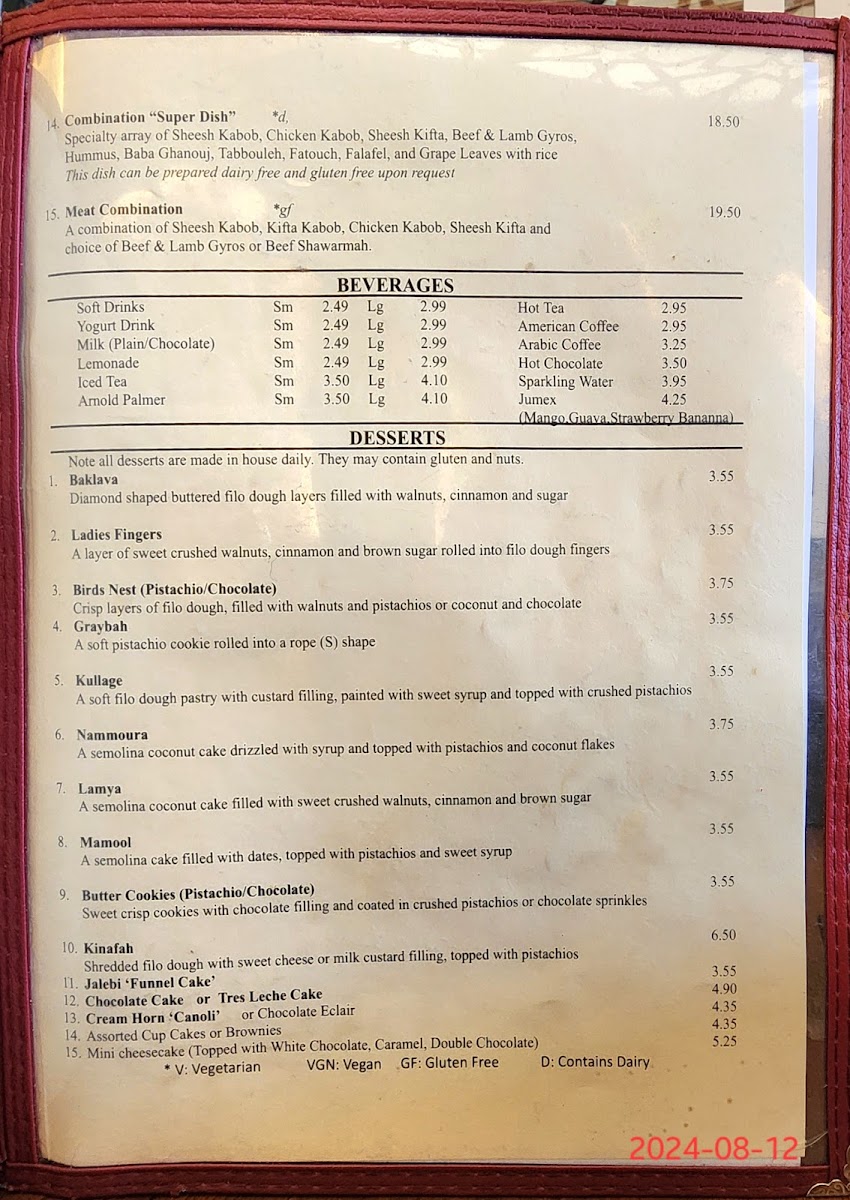 14. Combination “Super Dish” *d, 18.50
Specialty array of Sheesh Kabob, Chicken Kabob, Sheesh Kifta, Beef & Lamb Gyros,
Hummus, Baba Ghanouj, Tabbouleh, Fatouch, Falafel, and Grape Leaves with rice
This dish can be prepared dairy free and gluten free upon request
15. Meat Combination *gf 19.50
A combination of Sheesh Kabob, Kifta Kabob, Chicken Kabob, Sheesh Kifta and
choice of Beef & Lamb Gyros or Beef Shawarmah.
BEVERAGES
Soft Drinks Sm 2.49 Lg 2.99 Hot Tea 2.95
Yogurt Drink Sm 2.49 Lg 2.99 American Coffee 2.95
Milk (Plain/Chocolate) Sm 2.49 Lg 2.99 Arabic Coffee 3.25
Lemonade Sm 2.49 Lg 2.99 Hot Chocolate 3.50
Iced Tea Sm 3.50 Lg 4.10 Sparkling Water 3.95
Arnold Palmer Sm 3.50 Lg 4.10 Jumex 4.25
(Mango,Guava,Strawberry Bananna)
DESSERTS
Note all desserts are made in house daily. They may contain gluten and nuts.
1. Baklava 3.55
Diamond shaped buttered filo dough layers filled with walnuts, cinnamon and sugar
2. Ladies Fingers 3.55
A layer of sweet crushed walnuts, cinnamon and brown sugar rolled into filo dough fingers
3. Birds Nest (Pistachio/Chocolate) 3.75
Crisp layers of filo dough, filled with walnuts and pistachios or coconut and chocolate
4. Graybah 3.55
A soft pistachio cookie rolled into a rope (S) shape
5. Kullage 3.55
A soft filo dough pastry with custard filling, painted with sweet syrup and topped with crushed pistachios
6. Nammoura 3.75
A semolina coconut cake drizzled with syrup and topped with pistachios and coconut flakes
7. Lamya 3.55
A semolina coconut cake filled with sweet crushed walnuts, cinnamon and brown sugar
8. Mamool 3.55
A semolina cake filled with dates, topped with pistachios and sweet syrup
9. Butter Cookies (Pistachio/Chocolate) 3.55
Sweet crisp cookies with chocolate filling and coated in crushed pistachios or chocolate sprinkles
10. Kinafah 6.50
Shredded filo dough with sweet cheese or milk custard filling, topped with pistachios
11. Jalebi ‘Funnel Cake’ 3.55
12. Chocolate Cake or Tres Leche Cake 4.90
13. Cream Horn ‘Canoli’ or Chocolate Eclair 4.35
14. Assorted Cup Cakes or Brownies 4.35
15. Mini cheesecake (Topped with White Chocolate, Caramel, Double Chocolate) 5.25
* V: Vegetarian VGN: Vegan GF: Gluten Free D: Contains Dairy
2024-08-12